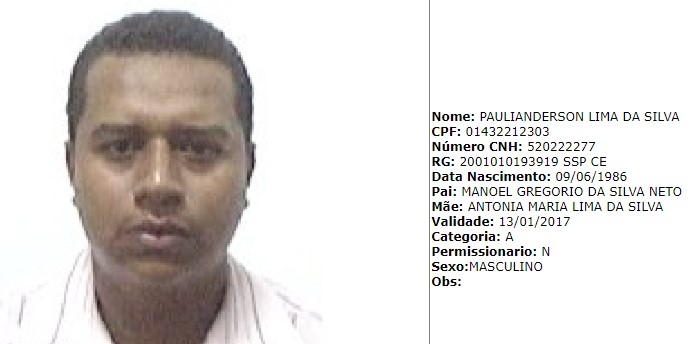 Nome: PAULIANDERSON LIMA DA SILVA
CPF: 01432212303
Número CNH: 520222277
RG: 2001010193919 SSP CE
Data Nascimento: 09/06/1986
Pai: MANOEL GREGORIO DA SILVA NETO
Mãe: ANTONIA MARIA LIMA DA SILVA
Validade: 13/01/2017
Categoria: A
Permissionario: N
Sexo:MASCULINO
Obs: